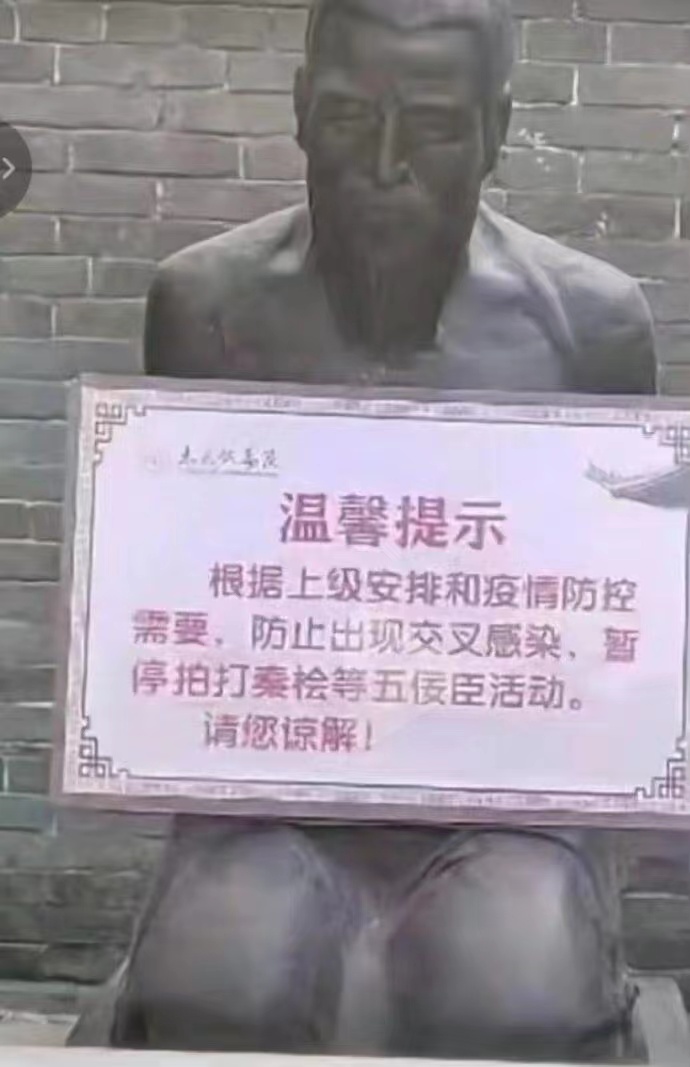 温馨提示
根据上级安排和疫情防控
需要，防止出现交叉感染、暂
停拍打秦桧等五佞臣活动。
请您谅解！